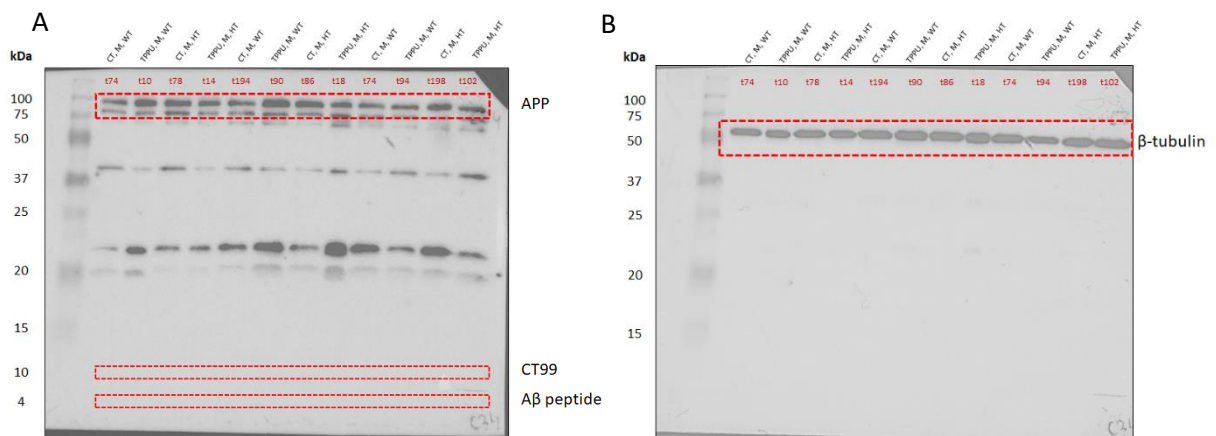 A
kDa
CT, M, WT
TPPU, M, WT
CT, M, HT
TPPU, M, HT
CT, M, WT
TPPU, M, WT
CT, M, HT
TPPU, M, HT
CT, M, WT
TPPU, M, WT
CT, M, HT
TPPU, M, HT
t74 t10 t78 t14 t194 t90 t86 t18 t74 t94 t198 t102
100
75
50
37
25
20
15
10
4
APP
CT99
Aβ peptide
B
kDa
CT, M, WT
TPPU, M, WT
CT, M, HT
TPPU, M, HT
CT, M, WT
TPPU, M, WT
CT, M, HT
TPPU, M, HT
CT, M, WT
TPPU, M, WT
CT, M, HT
TPPU, M, HT
t74 t10 t78 t14 t194 t90 t86 t18 t74 t94 t198 t102
100
75
50
37
25
20
15
β-tubulin